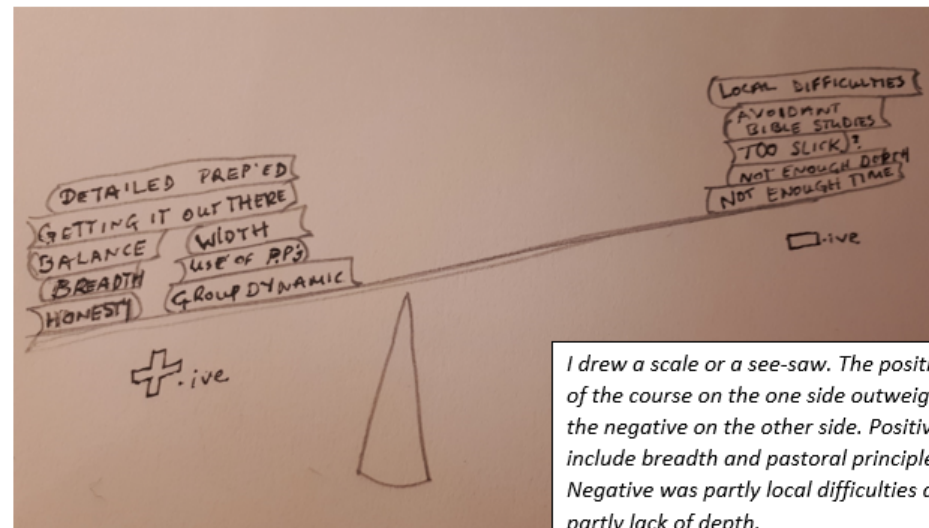 DETAILED PREP'ED
GETTING IT OUT THERE
BALANCE WIDTH
BREADTH USE OF P.P.'s
HONESTY GROUP DYNAMIC
+.ive
LOCAL DIFFICULTIES
AVOIDANT
BIBLE STUDIES
TOO SLICK?
NOT ENOUGH DEPTH
NOT ENOUGH TIME
-.ive
I drew a scale or a see-saw. The positi
of the course on the one side outweig
the negative on the other side. Positiv
include breadth and pastoral principle
Negative was partly local difficulties a
partly lack of depth.